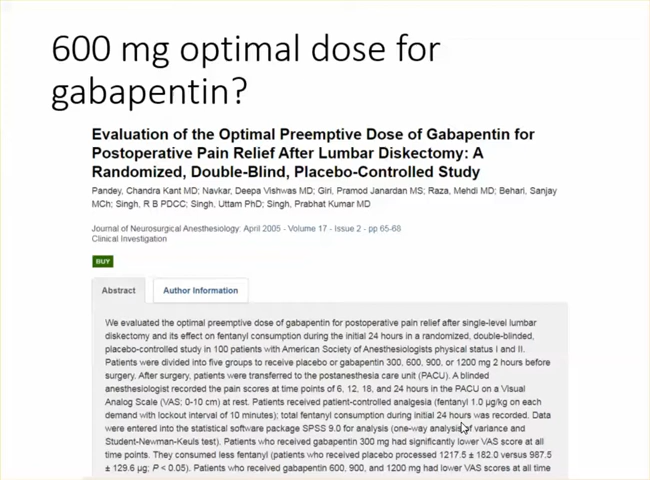 600 mg optimal dose for
gabapentin?
Evaluation of the Optimal Preemptive Dose of Gabapentin for
Postoperative Pain Relief After Lumbar Diskectomy: A
Randomized, Double-Blind, Placebo-Controlled Study
Pandey, Chandra Kant MD; Navkar, Deepa Vishwas MD; Giri, Pramod Janardan MS; Raza, Mehdi MD; Behari, Sanjay
MCh; Singh, R B PDCC; Singh, Uttam PhD; Singh, Prabhat Kumar MD
Journal of Neurosurgical Anesthesiology: April 2005 - Volume 17 - Issue 2 - pp 65-68
Clinical Investigation
BUY
Abstract
Author Information
We evaluated the optimal preemptive dose of gabapentin for postoperative pain relief after single-level lumbar
diskectomy and its effect on fentanyl consumption during the initial 24 hours in a randomized, double-blinded,
placebo-controlled study in 100 patients with American Society of Anesthesiologists physical status I and II.
Patients were divided into five groups to receive placebo or gabapentin 300, 600, 900, or 1200 mg 2 hours before
surgery. After surgery, patients were transferred to the postanesthesia care unit (PACU). A blinded
anesthesiologist recorded the pain scores at time points of 6, 12, 18, and 24 hours in the PACU on a Visual
Analog Scale (VAS; 0-10 cm) at rest. Patients received patient-controlled analgesia (fentanyl 1.0 μg/kg on each
demand with lockout interval of 10 minutes); total fentanyl consumption during initial 24 hours was recorded. Data
were entered into the statistical software package SPSS 9.0 for analysis (one-way analysis of variance and
Student-Newman-Keuls test). Patients who received gabapentin 300 mg had significantly lower VAS score at all
time points. They consumed less fentanyl (patients who received placebo processed 1217.5 ± 182.0 versus 987.5
± 129.6 μg; P < 0.05). Patients who received gabapentin 600, 900, and 1200 mg had lower VAS scores at all time